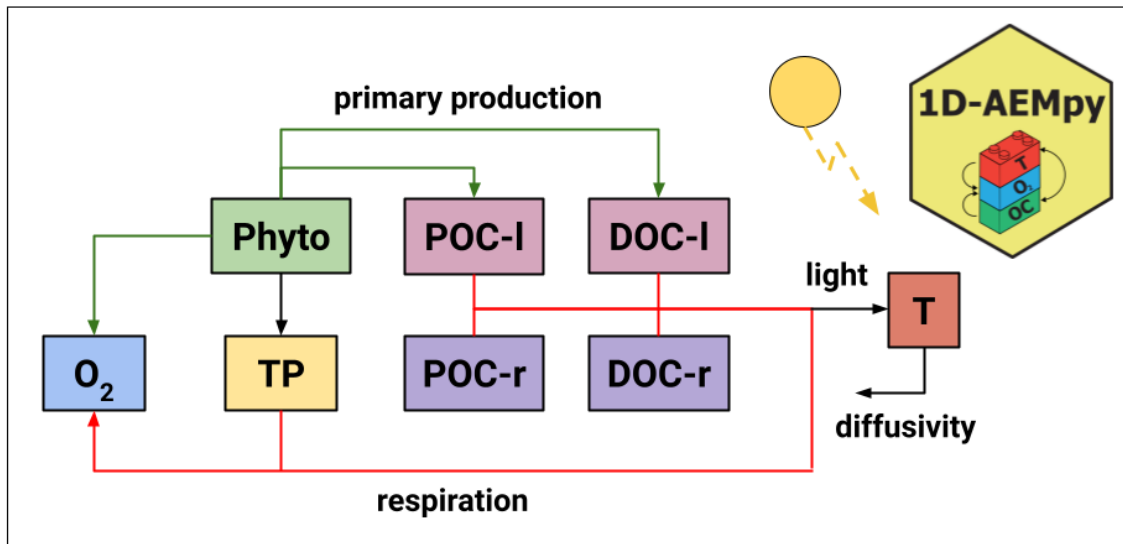 primary production
1D-AEMpy
T
O₂
OC
Phyto
POC-l
DOC-l
light
T
O₂
TP
POC-r
DOC-r
diffusivity
respiration